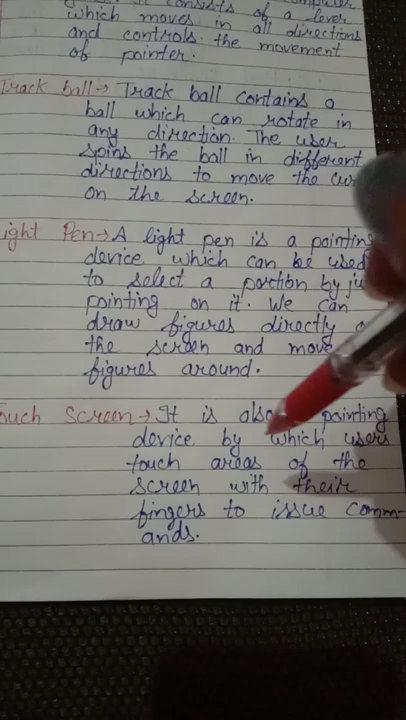 It consists of a lever
which moves in all directions
and controls the movement
of pointer.
Track ball→ Track ball contains a
ball which can rotate in
any direction. The user
spins the ball in different
directions to move the
on the screen.
Pen→ A light pen is a pointing
device which can be used
to select a portion by
pointing on it. We can
draw figures directly
the screen and move
figures around.
Screen→ It is also pointing
device by which users
touch areas of the
screen with their
fingers to issue comm-
ands.